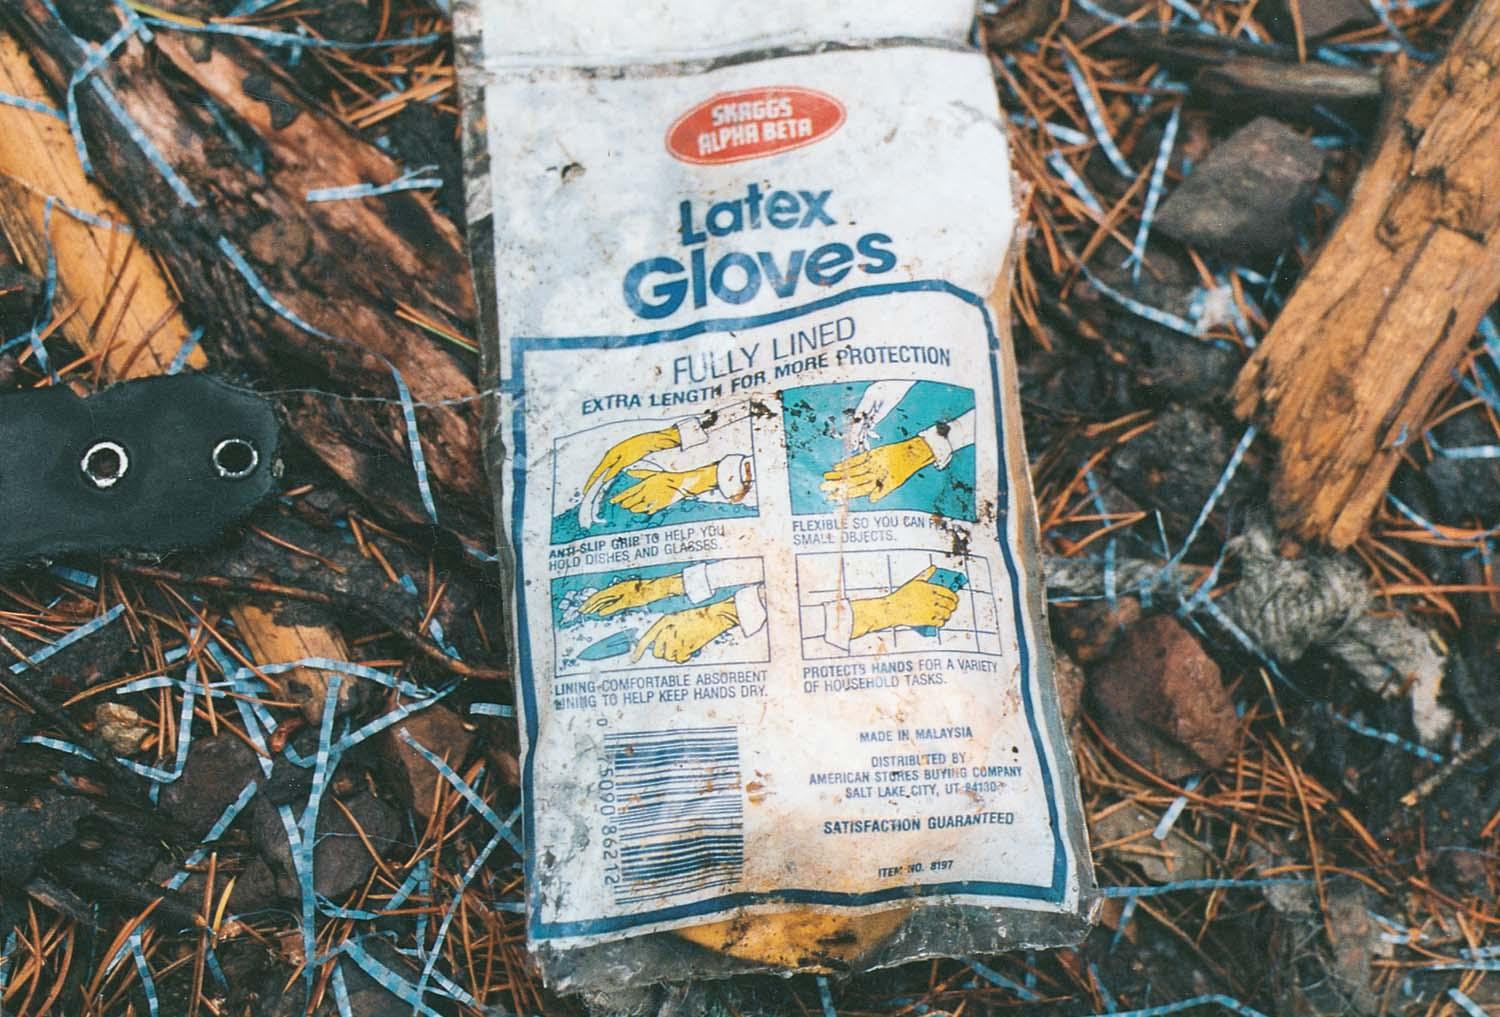 SKAGGS
ALPHA BETA
Latex
Gloves
FULLY LINED
EXTRA LENGTH FOR MORE PROTECTION
ANTI-SLIP GRIP TO HELP YOU
HOLD DISHES AND GLASSES.
FLEXIBLE SO YOU CAN
SMALL OBJECTS.
LINING-COMFORTABLE ABSORBENT
LINING TO HELP KEEP HANDS DRY.
PROTECTS HANDS FOR A VARIETY
OF HOUSEHOLD TASKS.
MADE IN MALAYSIA
DISTRIBUTED BY
AMERICAN STORES BUYING COMPANY
SALT LAKE CITY, UT 84130
SATISFACTION GUARANTEED
ITEM NO. 8197
0 75090 86212